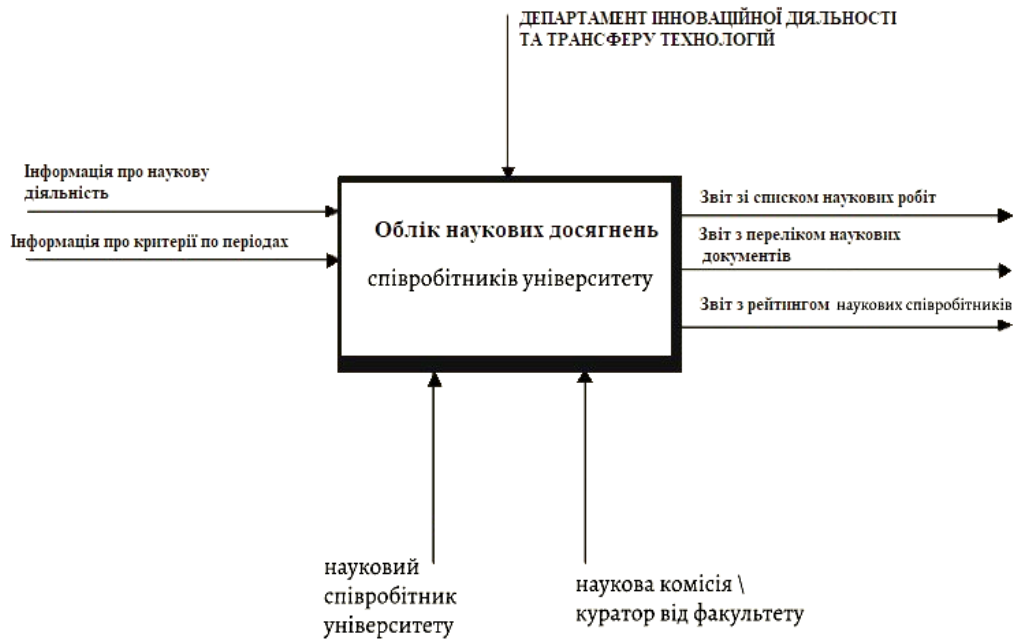 ДЕПАРТАМЕНТ ІННОВАЦІЙНОЇ ДІЯЛЬНОСТІ
ТА ТРАНСФЕРУ ТЕХНОЛОГІЙ
Інформація про наукову
діяльність
Інформація про критерії по періодах
Облік наукових досягнень
співробітників університету
Звіт зі списком наукових робіт
Звіт з переліком наукових
документів
Звіт з рейтингом наукових співробітників
науковий
співробітник
університету
наукова комісія \
куратор від факультету